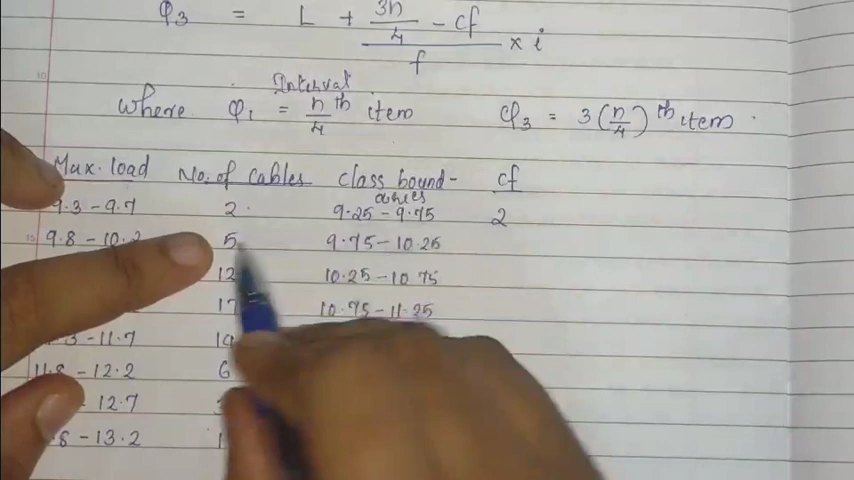 Q3 = L + 3n/4 - cf / f × i
Interval
where Q1 = n/4 th item Q3 = 3(n/4)th item.
Max. load No. of cables class bound- cf
aries
9.3 - 9.7 2 9.25 - 9.75 2
9.8 - 10.2 5 9.75 - 10.25
12 10.25 - 10.75
17 10.75 - 11.25
- 11.7
11.8 - 12.2 6
- 12.7
- 13.2